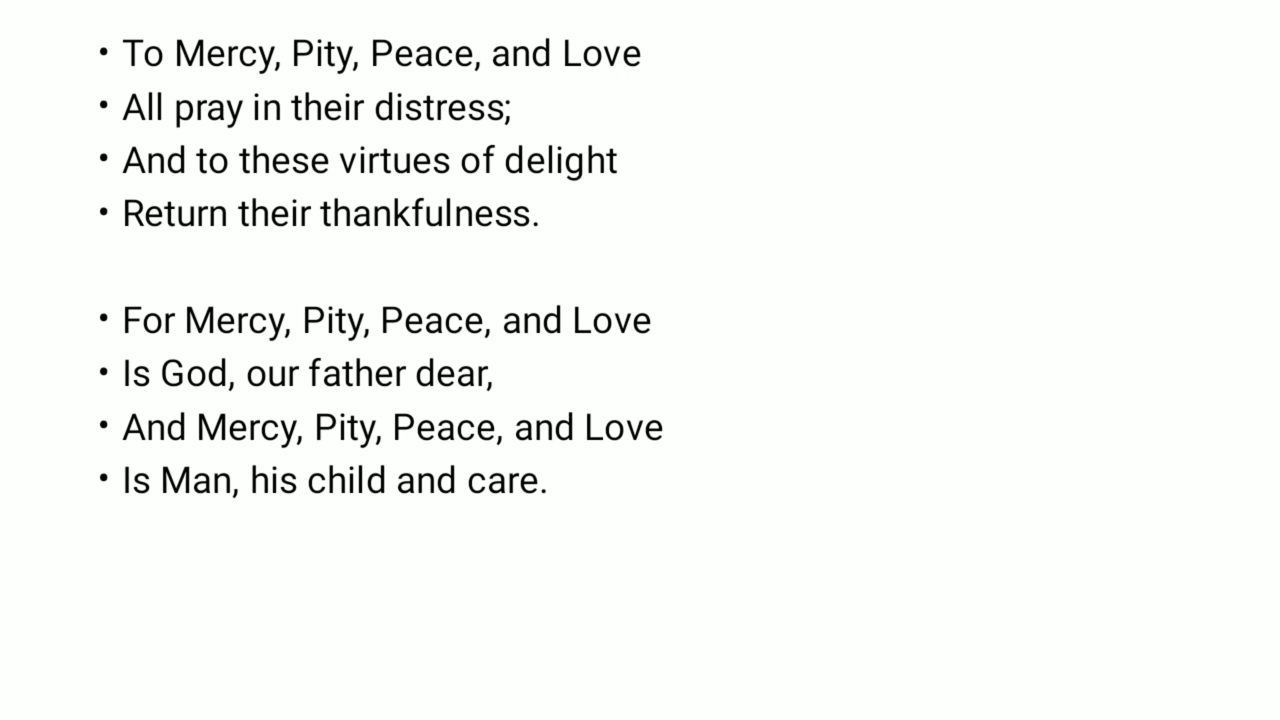 • To Mercy, Pity, Peace, and Love
• All pray in their distress;
• And to these virtues of delight
• Return their thankfulness.

• For Mercy, Pity, Peace, and Love
• Is God, our father dear,
• And Mercy, Pity, Peace, and Love
• Is Man, his child and care.